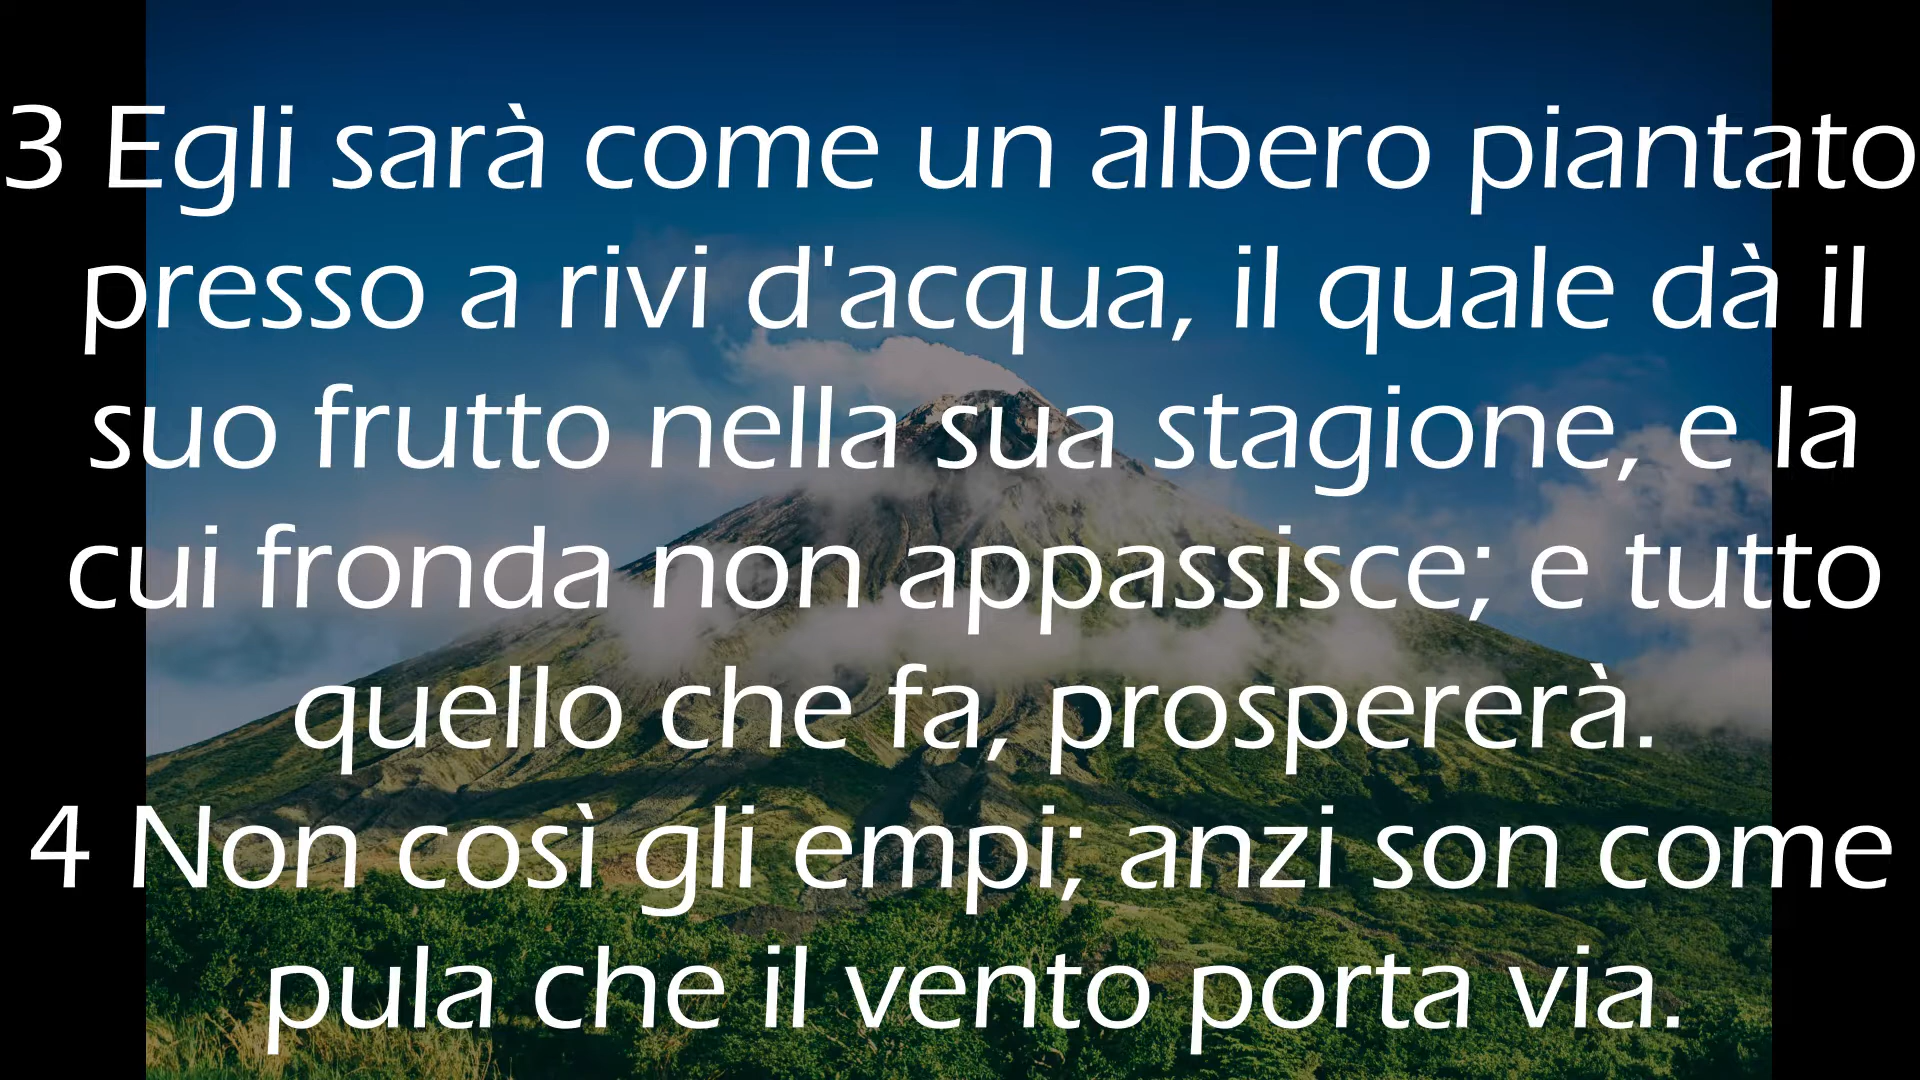 3 Egli sarà come un albero piantato
presso a rivi d'acqua, il quale dà il
suo frutto nella sua stagione, e la
cui fronda non appassisce; e tutto
quello che fa, prospererà.
4 Non così gli empi; anzi son come
pula che il vento porta via.